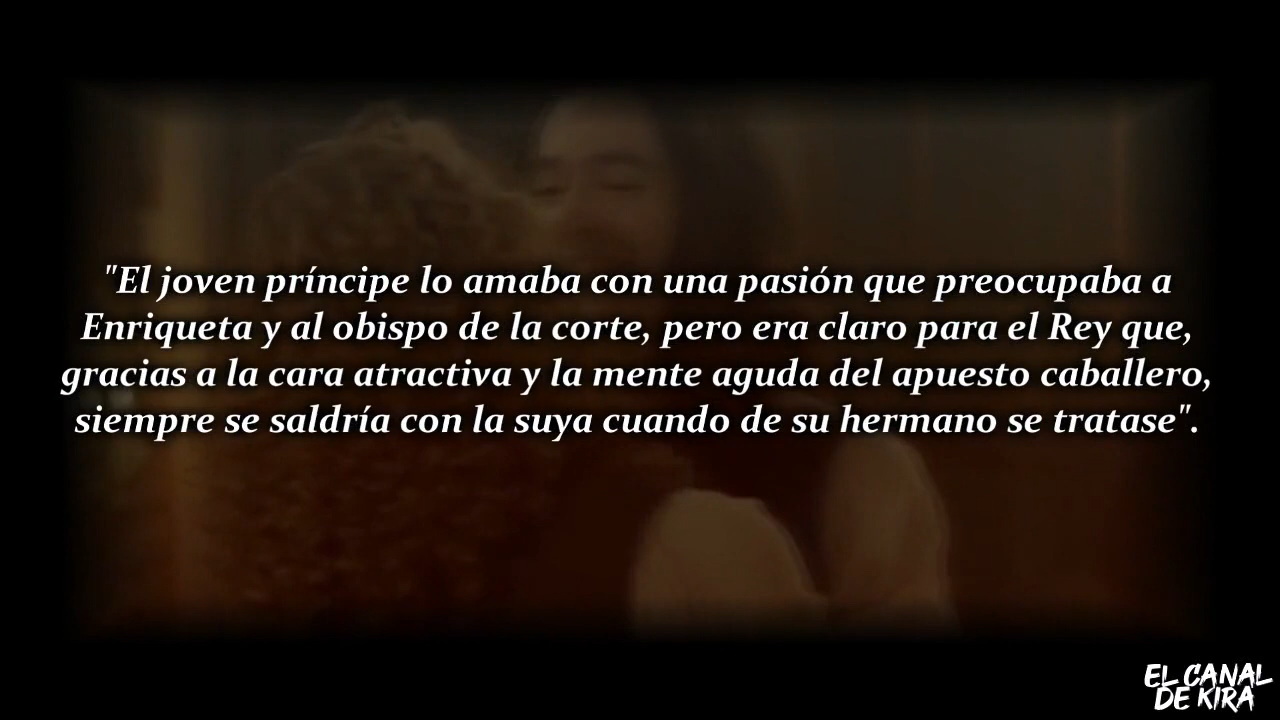 "El joven príncipe lo amaba con una pasión que preocupaba a
Enriqueta y al obispo de la corte, pero era claro para el Rey que,
gracias a la cara atractiva y la mente aguda del apuesto caballero,
siempre se saldría con la suya cuando de su hermano se tratase".
EL CANAL
DE KIRA